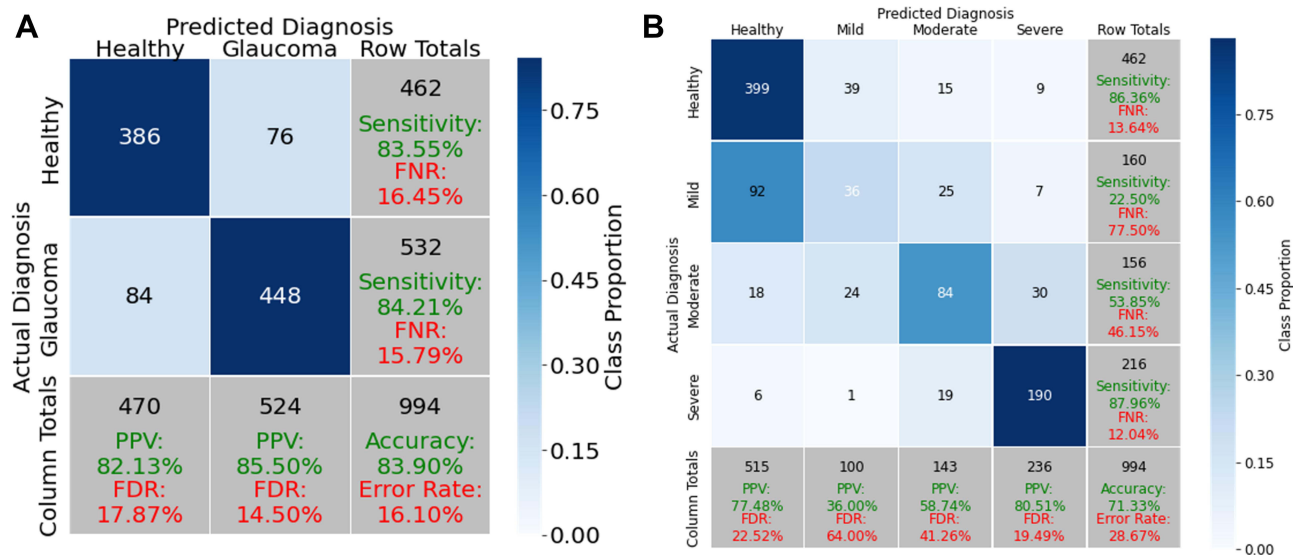 A
Predicted Diagnosis
Healthy Glaucoma Row Totals
Actual Diagnosis
Healthy
386 76 462
Sensitivity:
83.55%
FNR:
16.45%
Glaucoma
84 448 532
Sensitivity:
84.21%
FNR:
15.79%
Column Totals
470 524 994
PPV: PPV: Accuracy:
82.13% 85.50% 83.90%
FDR: FDR: Error Rate:
17.87% 14.50% 16.10%
0.75
0.60
0.45
0.30
0.15
0.00
Class Proportion
B
Predicted Diagnosis
Healthy Mild Moderate Severe Row Totals
Actual Diagnosis
Healthy
399 39 15 9 462
Sensitivity:
86.36%
FNR:
13.64%
Mild
92 36 25 7 160
Sensitivity:
22.50%
FNR:
77.50%
Moderate
18 24 84 30 156
Sensitivity:
53.85%
FNR:
46.15%
Severe
6 1 19 190 216
Sensitivity:
87.96%
FNR:
12.04%
Column Totals
515 100 143 236 994
PPV: PPV: PPV: PPV: Accuracy:
77.48% 36.00% 58.74% 80.51% 71.33%
FDR: FDR: FDR: FDR: Error Rate:
22.52% 64.00% 41.26% 19.49% 28.67%
0.75
0.60
0.45
0.30
0.15
0.00
Class Proportion